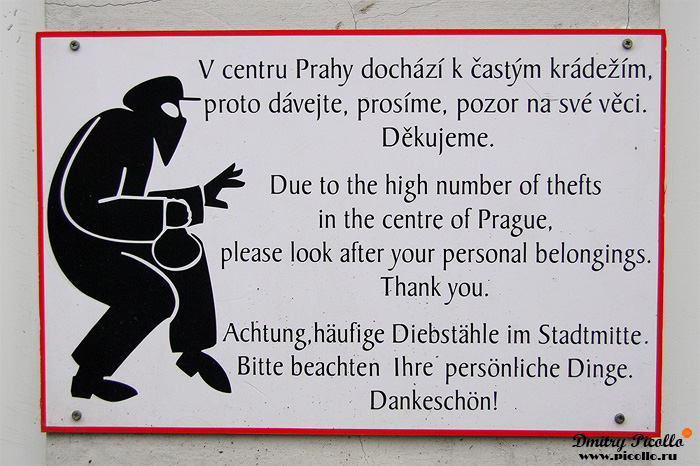 V centru Prahy dochází k častým krádežím,
proto dávejte, prosíme, pozor na své věci.
Děkujeme.
Due to the high number of thefts
in the centre of Prague,
please look after your personal belongings.
Thank you.
Achtung,häufige Diebstähle im Stadtmitte.
Bitte beachten Ihre persönliche Dinge.
Dankeschön!
Dmitry Picollo
www.picollo.ru